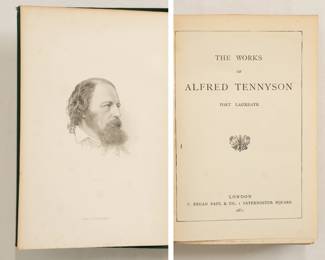 THE WORKS
OF
ALFRED TENNYSON
POET LAUREATE
LONDON
C. KEGAN PAUL & CO., 1 PATERNOSTER SQUARE